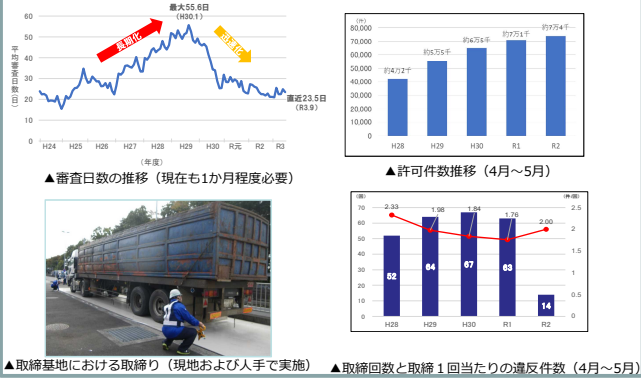 最大55.6日
(H30.1)
長期化
迅速化
平均審査日数(日)
60
50
40
30
20
10
0
直近23.5日
(R3.9)
H24 H25 H26 H27 H28 H29 H30 R元 R2 R3
(年度)
▲審査日数の推移（現在も1か月程度必要）
(件)
80,000
70,000
60,000
50,000
40,000
30,000
20,000
10,000
0
約4万2千 約5万5千 約6万5千 約7万1千 約7万4千
H28 H29 H30 R1 R2
▲許可件数推移（4月～5月）
▲取締基地における取締り（現地および人手で実施）
(回) (件/回)
70
60
50
40
30
20
10
0
2.5
2
1.5
1
0.5
0
2.33 1.98 1.84 1.76 2.00
52 64 67 63 14
H28 H29 H30 R1 R2
▲取締回数と取締１回当たりの違反件数（4月～5月）